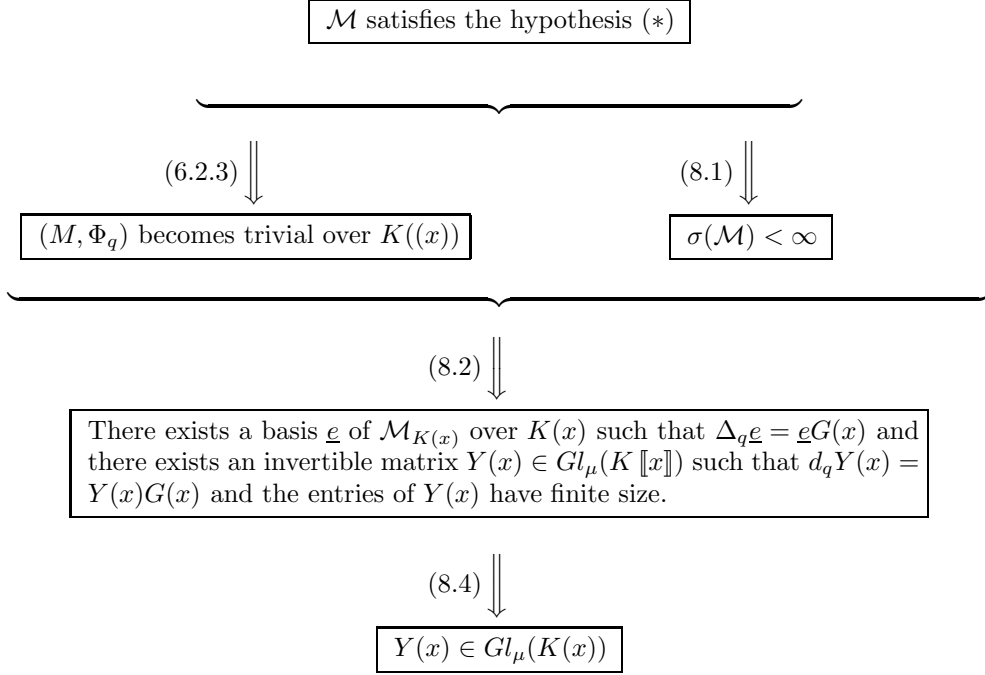 ℳ satisfies the hypothesis (∗)
(6.2.3) ⇓ (8.1) ⇓
(M, Φ_q) becomes trivial over K((x)) σ(ℳ) < ∞
(8.2) ⇓
There exists a basis e̲ of ℳ_{K(x)} over K(x) such that Δ_q e̲ = e̲G(x) and
there exists an invertible matrix Y(x) ∈ Gl_μ(K ⟦x⟧) such that d_qY(x) =
Y(x)G(x) and the entries of Y(x) have finite size.
(8.4) ⇓
Y(x) ∈ Gl_μ(K(x))